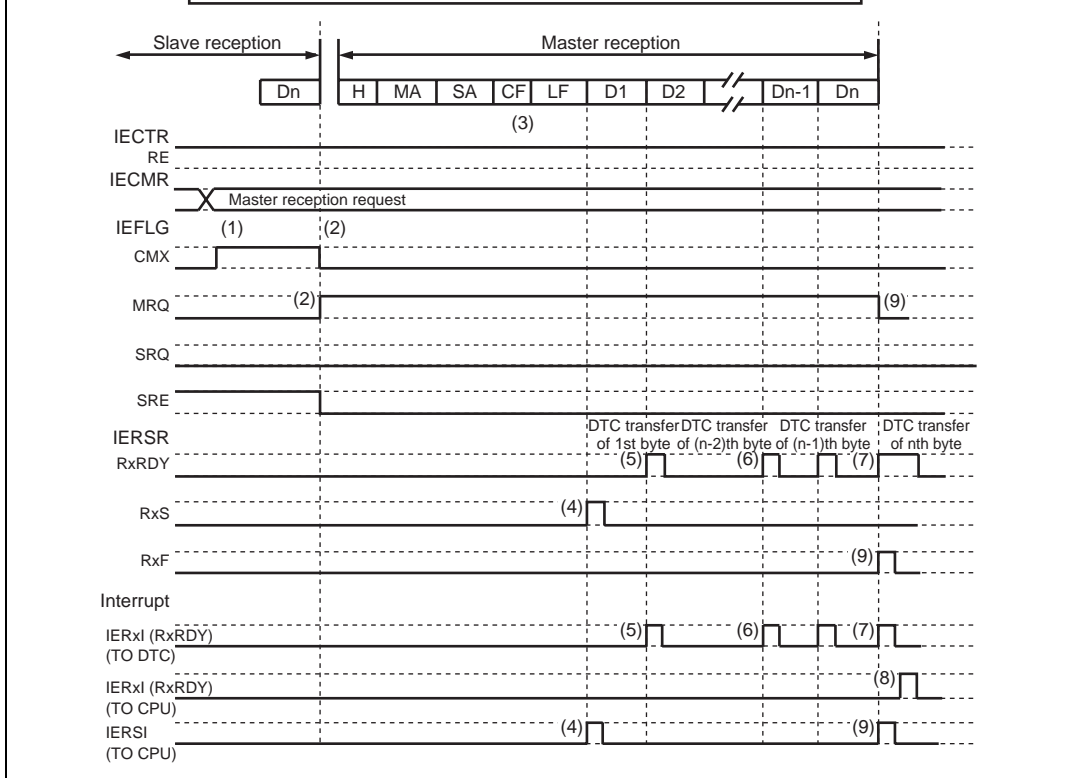 Slave reception Master reception
Dn H MA SA CF LF D1 D2 Dn-1 Dn
(3)
IECTR
RE
IECMR
Master reception request
IEFLG (1) (2)
CMX
MRQ (2) (9)
SRQ
SRE
DTC transfer DTC transfer DTC transfer DTC transfer
IERSR of 1st byte of (n-2)th byte of (n-1)th byte of nth byte
RxRDY (5) (6) (7)
RxS (4)
RxF (9)
Interrupt
IERxI (RxRDY) (5) (6) (7)
(TO DTC)
IERxI (RxRDY) (8)
(TO CPU)
IERSI (4) (9)
(TO CPU)